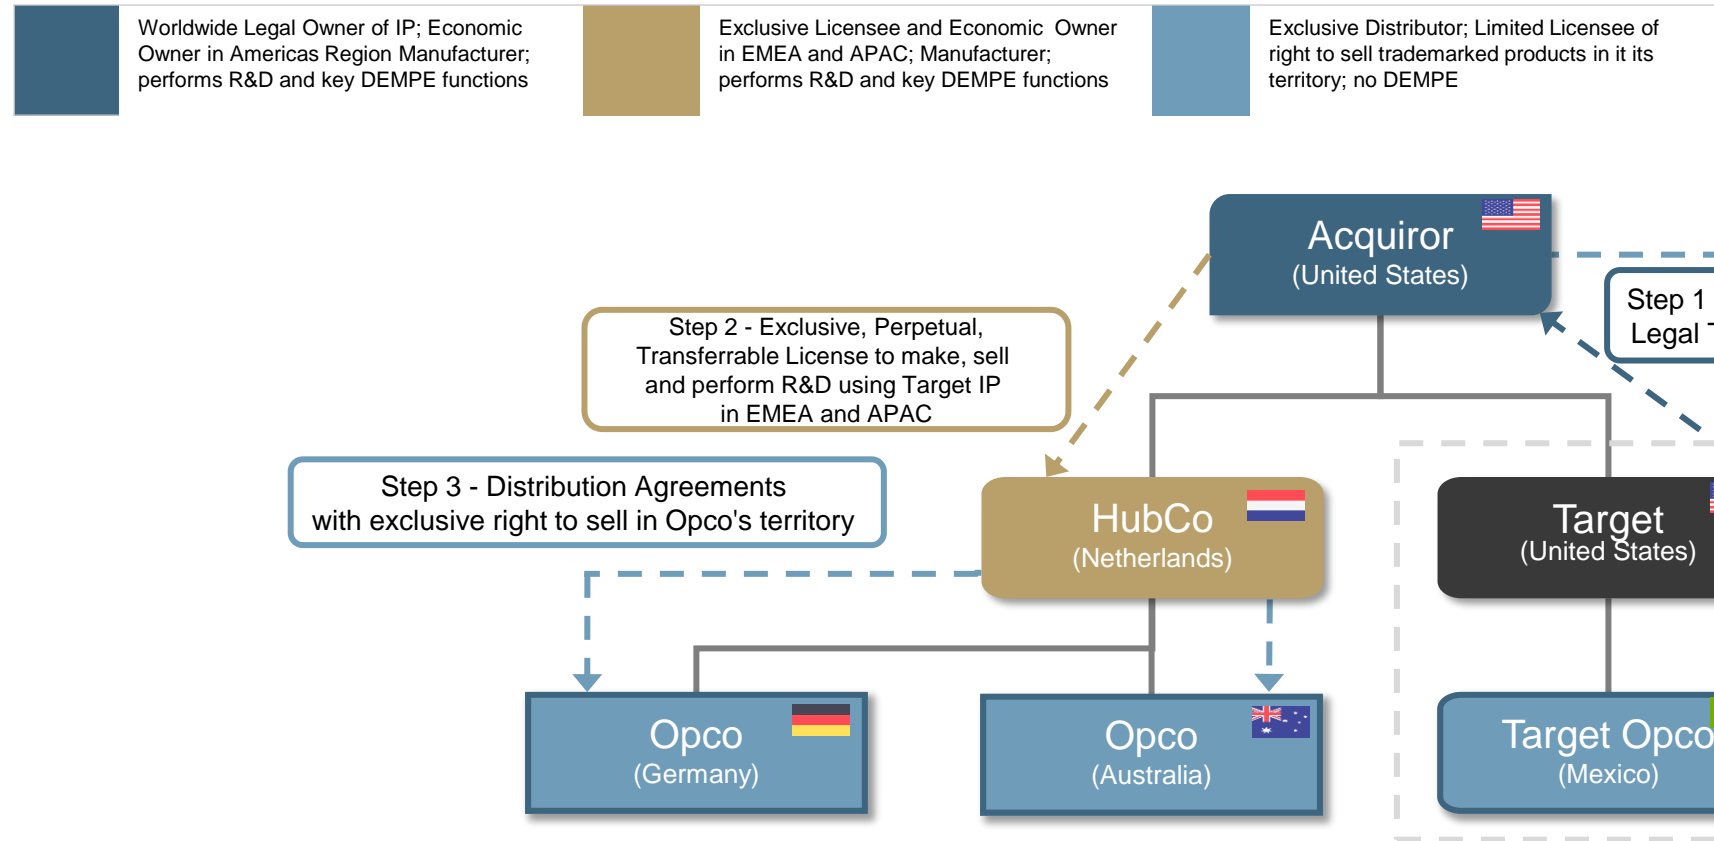 Worldwide Legal Owner of IP; Economic
Owner in Americas Region Manufacturer;
performs R&D and key DEMPE functions
Exclusive Licensee and Economic Owner
in EMEA and APAC; Manufacturer;
performs R&D and key DEMPE functions
Exclusive Distributor; Limited Licensee of
right to sell trademarked products in it its
territory; no DEMPE
Acquiror
(United States)
Step 1
Legal
Step 2 - Exclusive, Perpetual,
Transferrable License to make, sell
and perform R&D using Target IP
in EMEA and APAC
Step 3 - Distribution Agreements
with exclusive right to sell in Opco's territory
HubCo
(Netherlands)
Target
(United States)
Opco
(Germany)
Opco
(Australia)
Target Opco
(Mexico)